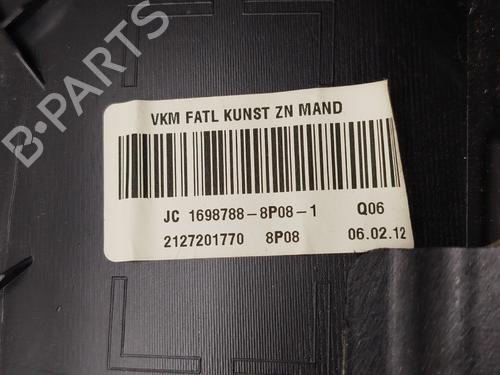 B-PARTS
VKM FATL KUNST ZN MAND
JC 1698788-8P08-1 Q06
2127201770 8P08 06.02.12